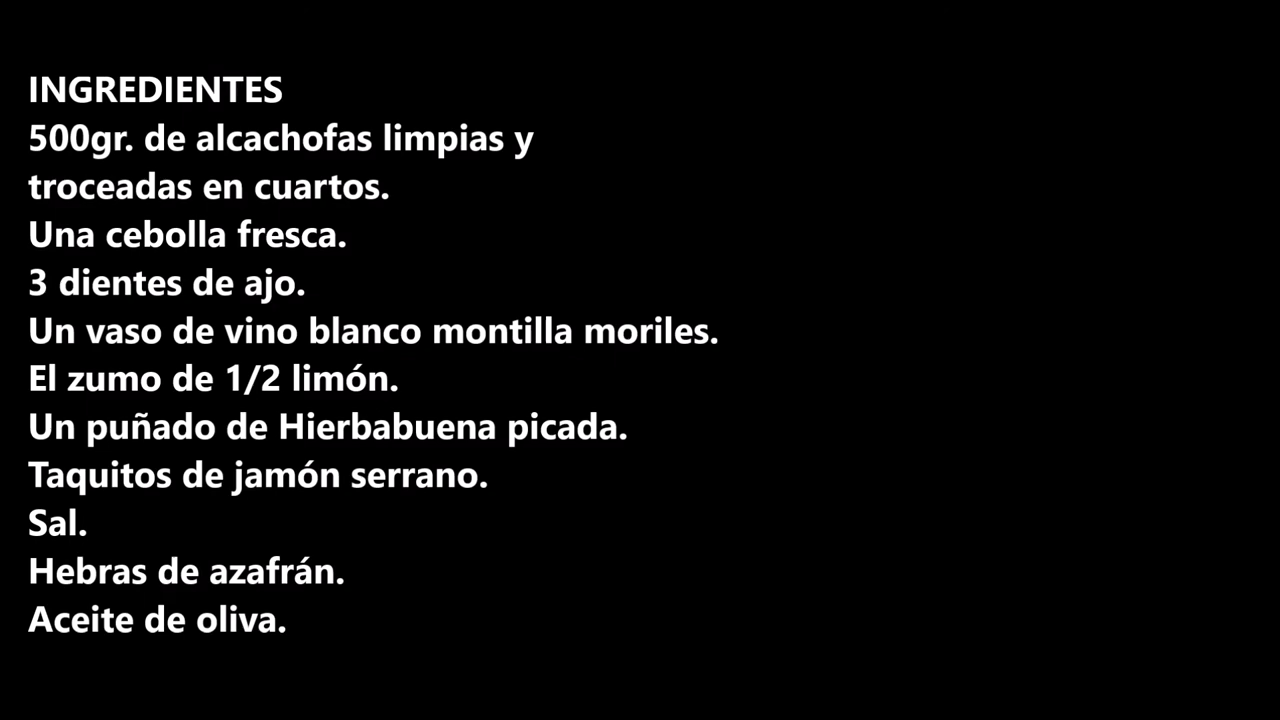 INGREDIENTES
500gr. de alcachofas limpias y
troceadas en cuartos.
Una cebolla fresca.
3 dientes de ajo.
Un vaso de vino blanco montilla moriles.
El zumo de 1/2 limón.
Un puñado de Hierbabuena picada.
Taquitos de jamón serrano.
Sal.
Hebras de azafrán.
Aceite de oliva.